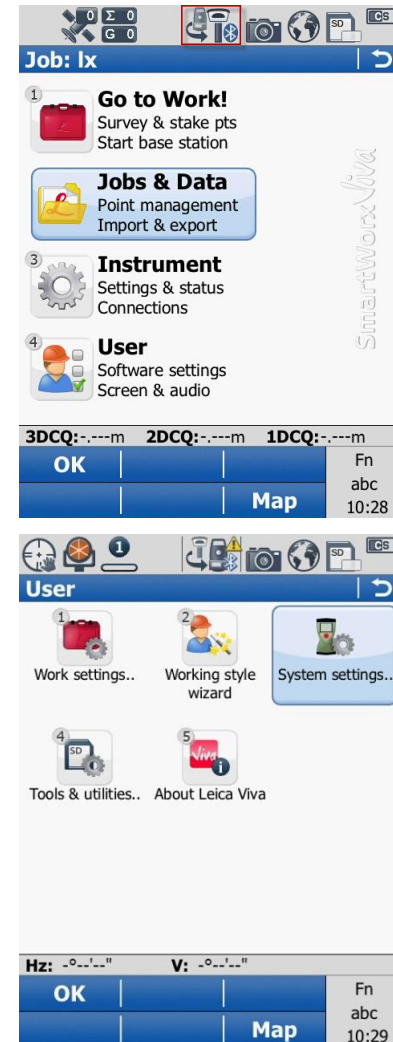 0 Σ 0
G 0
SD
CS
Job: lx
1
Go to Work!
Survey & stake pts
Start base station
Jobs & Data
Point management
Import & export
3
Instrument
Settings & status
Connections
4
User
Software settings
Screen & audio
SmartWorx Viva
3DCQ:-.---m 2DCQ:-.---m 1DCQ:-.---m
OK
Fn
abc
Map
10:28
1
SD
CS
User
1
Work settings..
2
Working style
wizard
System settings..
4
SD
Tools & utilities..
5
Viva
About Leica Viva
Hz: -°--'--" V: -°--'--"
OK
Fn
abc
Map
10:29